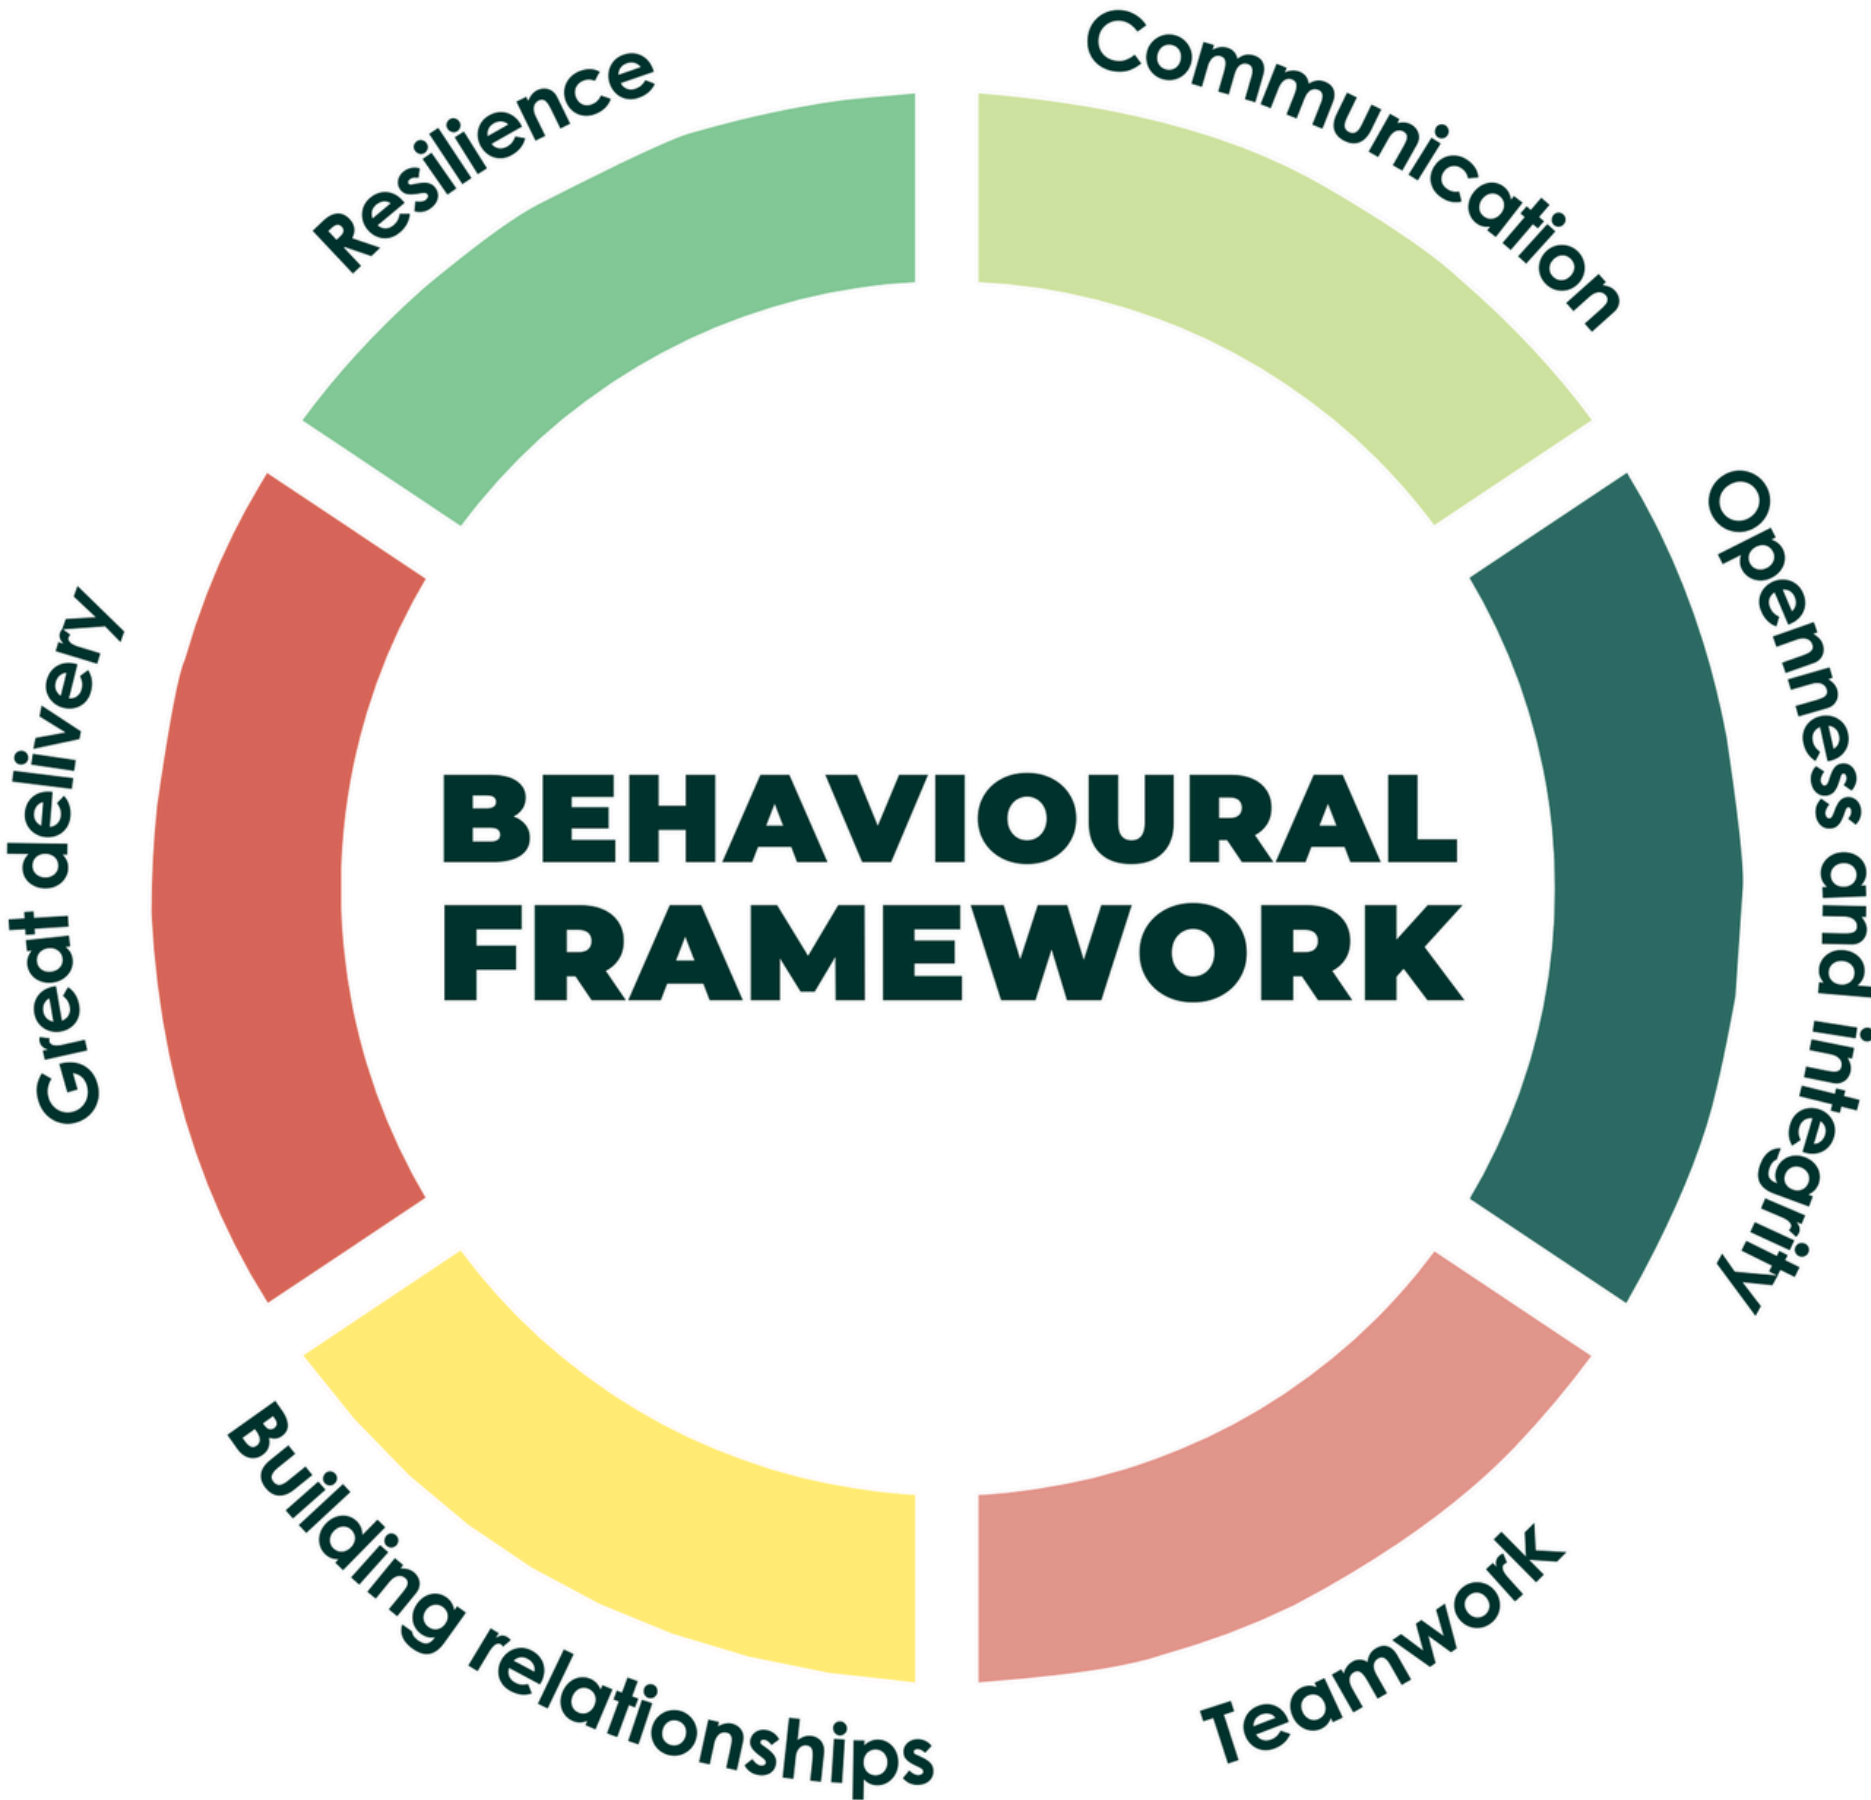 Resilience
Communication
Openness and integrity
Teamwork
Building relationships
Great delivery
BEHAVIOURAL
FRAMEWORK